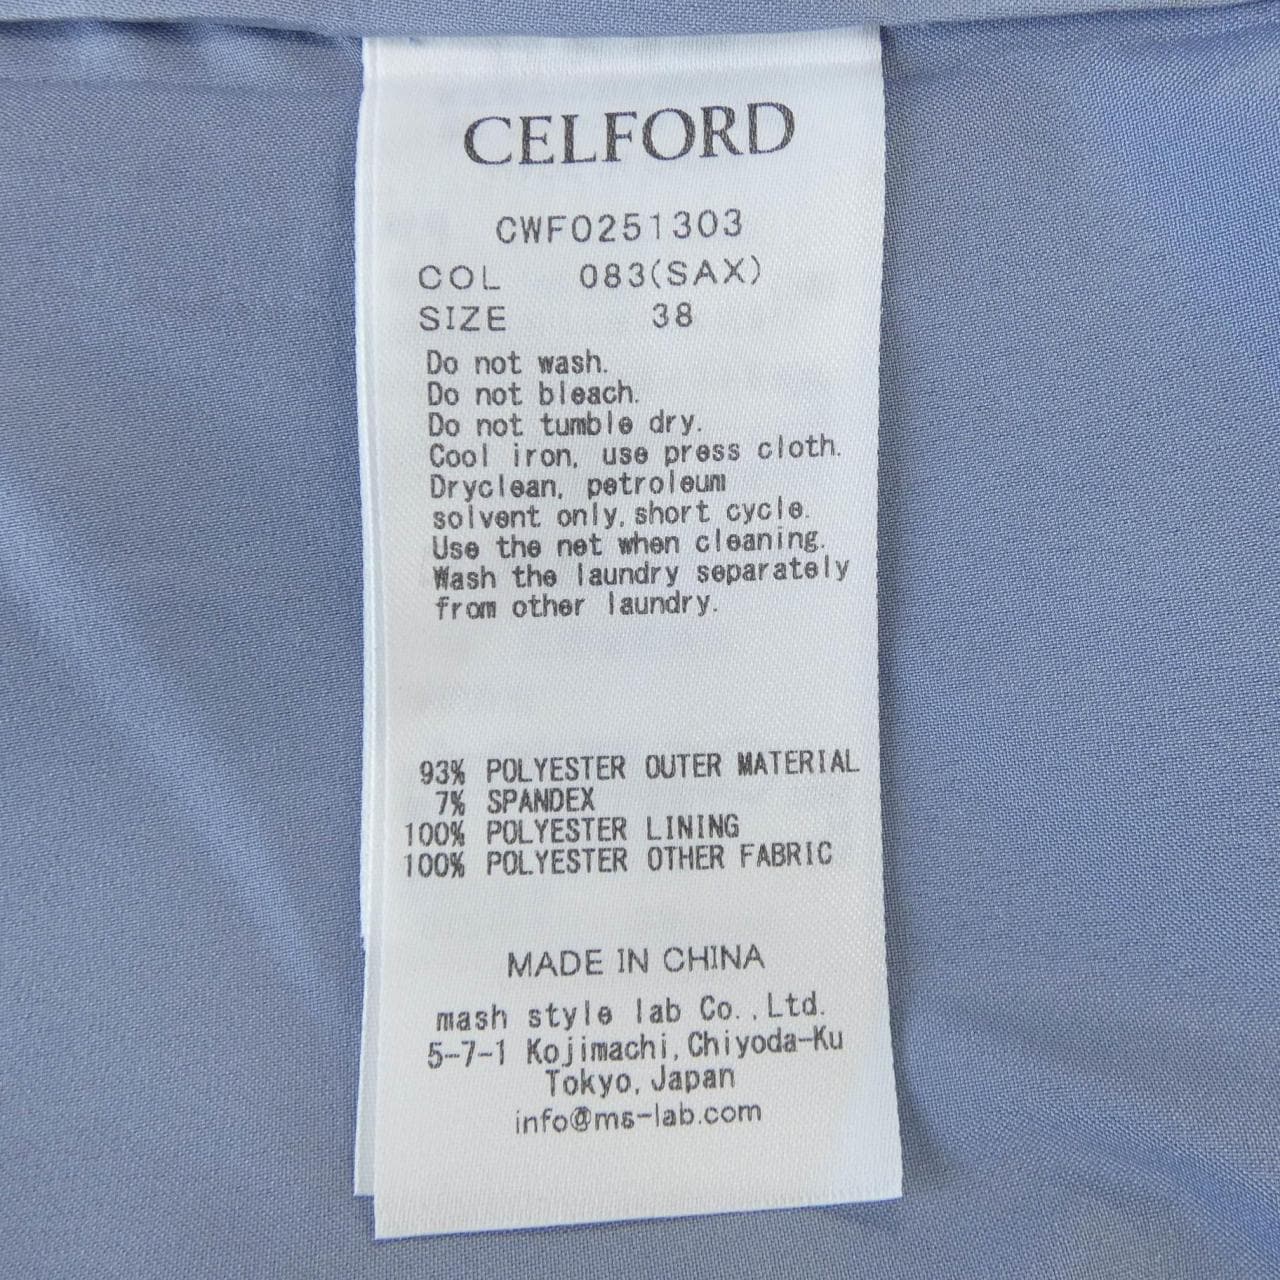 CELFORD
CWFO251303
COL 083(SAX)
SIZE 38
Do not wash.
Do not bleach.
Do not tumble dry.
Cool iron, use press cloth.
Dryclean, petroleum
solvent only,short cycle.
Use the net when cleaning.
Wash the laundry separately
from other laundry.
93% POLYESTER OUTER MATERIAL
7% SPANDEX
100% POLYESTER LINING
100% POLYESTER OTHER FABRIC
MADE IN CHINA
mash style lab Co.,Ltd.
5-7-1 Kojimachi,Chiyoda-Ku
Tokyo,Japan
info@ms-lab.com